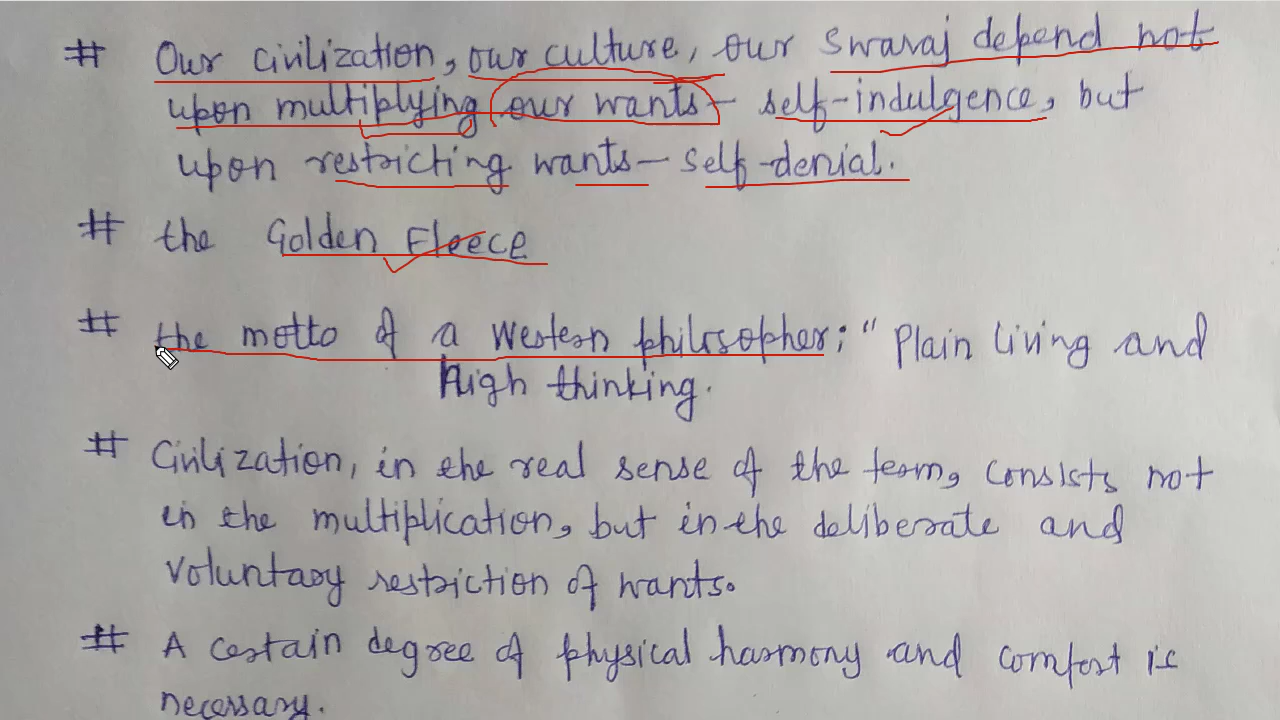 # Our civilization, our culture, our Swaraj depend not
upon multiplying our wants - self-indulgence, but
upon restricting wants - self-denial.
# the Golden Fleece
# the motto of a Western philosopher: "Plain living and
high thinking.
# Civilization, in the real sense of the term, consists not
in the multiplication, but in the deliberate and
voluntary restriction of wants.
# A certain degree of physical harmony and comfort is
necessary.